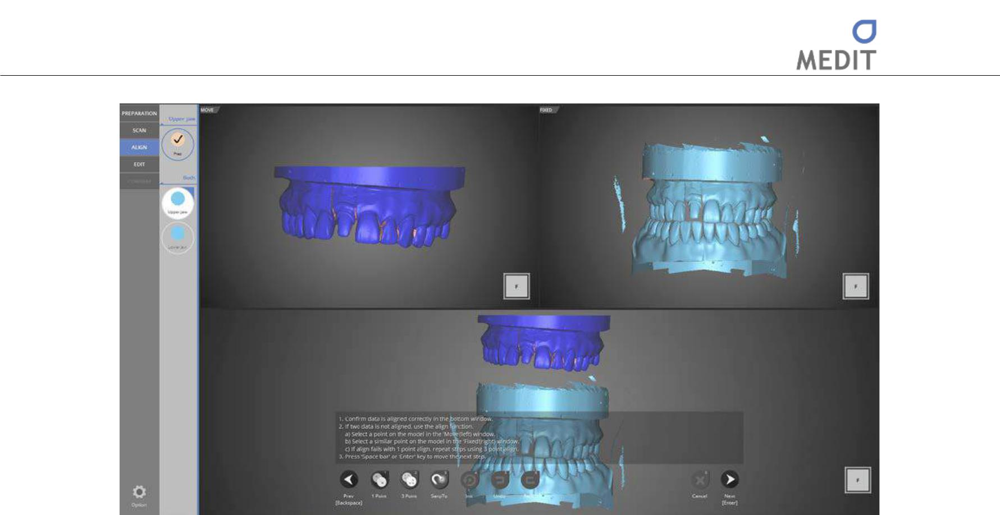 MEDIT
PREPARATION
SCAN
ALIGN
EDIT
Upper jaw
Prep
Both
Upper jaw
Lower jaw
MOVE
FIXED
F
F
1. Confirm data is aligned correctly in the bottom window.
2. If two data is not aligned, use the align function.
a) Select a point on the model in the 'Move'(left) window.
b) Select a similar point on the model in the 'Fixed'(right) window.
c) If align fails with 1 point align, repeat steps using 3 point align.
3. Press 'Space bar' or 'Enter' key to move the next step.
Prev
[Backspace]
1 Point
3 Point
SnapTo
Undo
Cancel
Next
[Enter]
F
Option